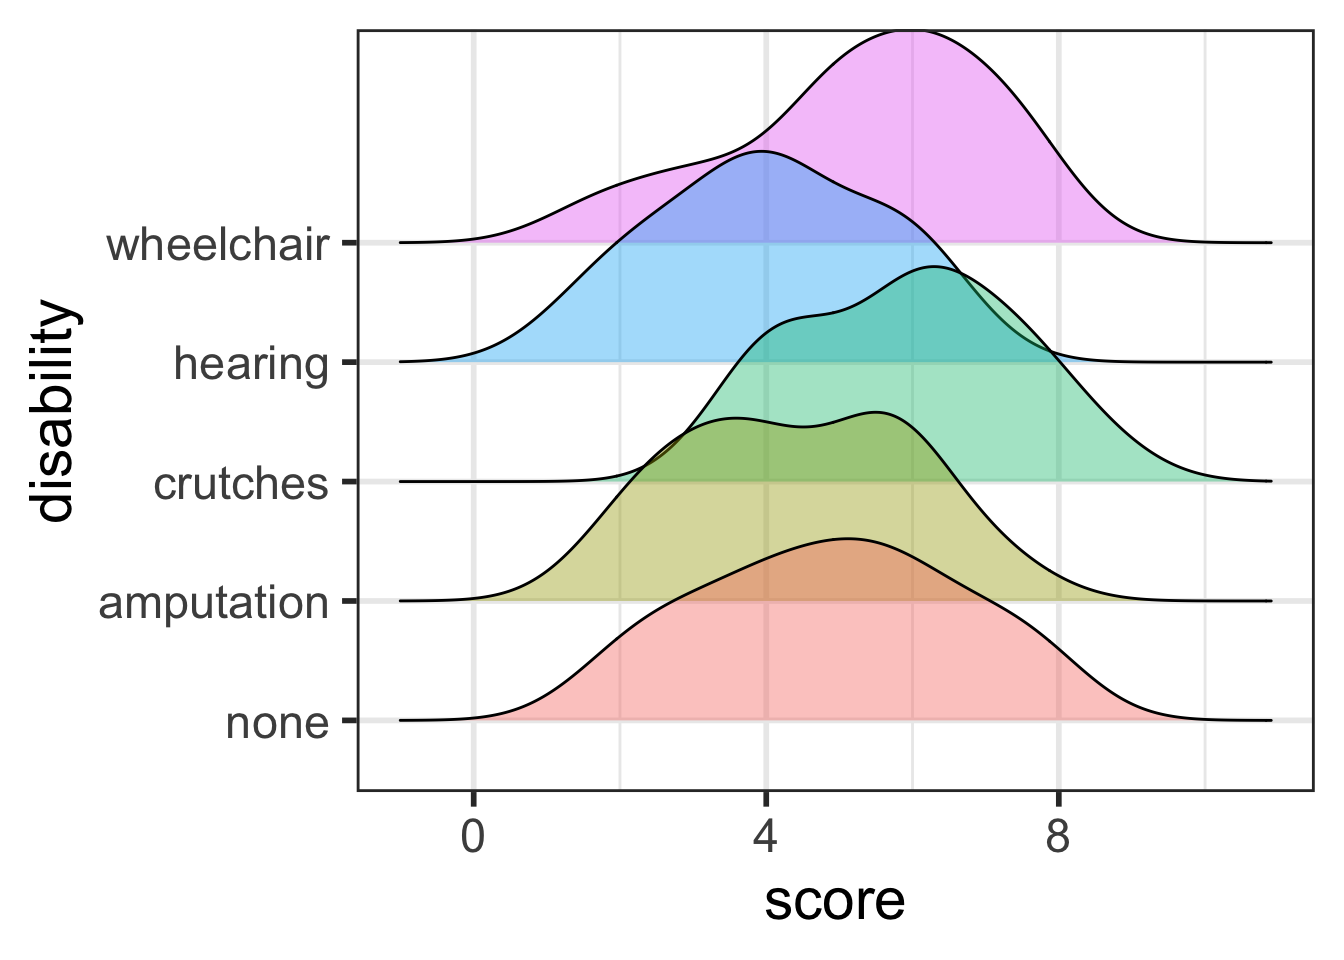 disability
wheelchair
hearing
crutches
amputation
none
0 4 8
score